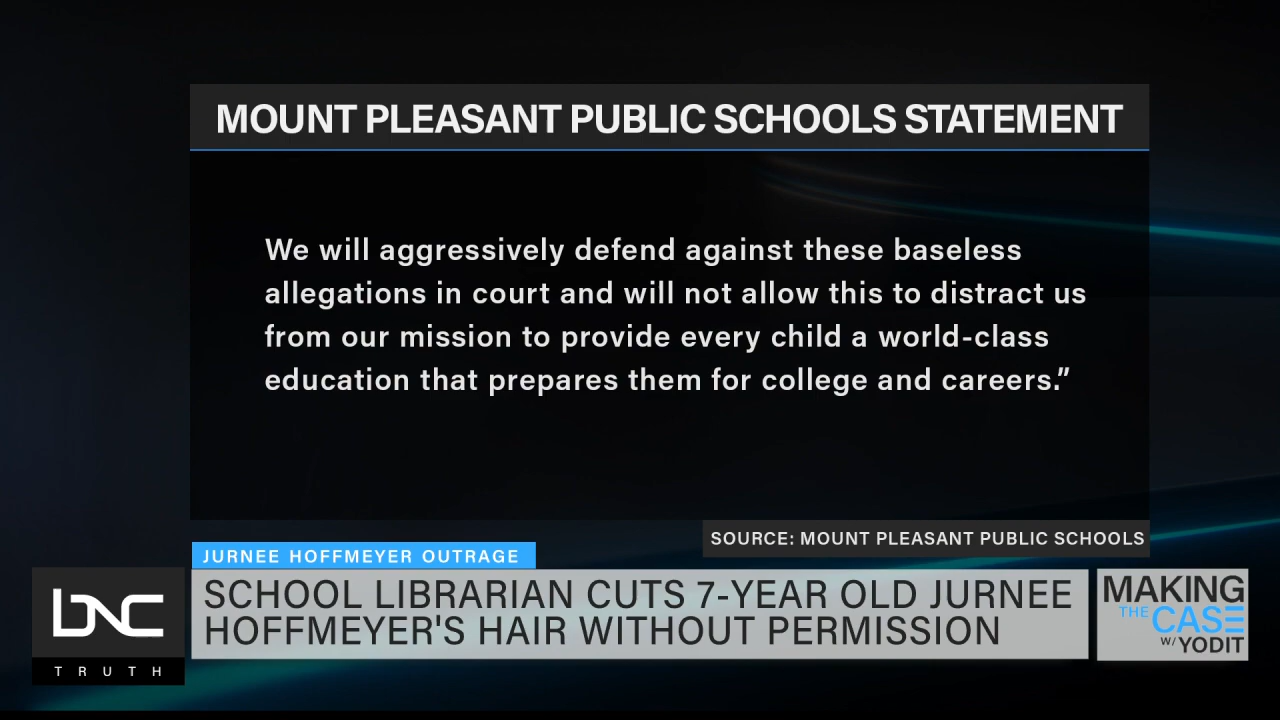 MOUNT PLEASANT PUBLIC SCHOOLS STATEMENT
We will aggressively defend against these baseless
allegations in court and will not allow this to distract us
from our mission to provide every child a world-class
education that prepares them for college and careers.”
SOURCE: MOUNT PLEASANT PUBLIC SCHOOLS
JURNEE HOFFMEYER OUTRAGE
SCHOOL LIBRARIAN CUTS 7-YEAR OLD JURNEE
HOFFMEYER'S HAIR WITHOUT PERMISSION
BNC
TRUTH
MAKING
THE CASE
W/ YODIT